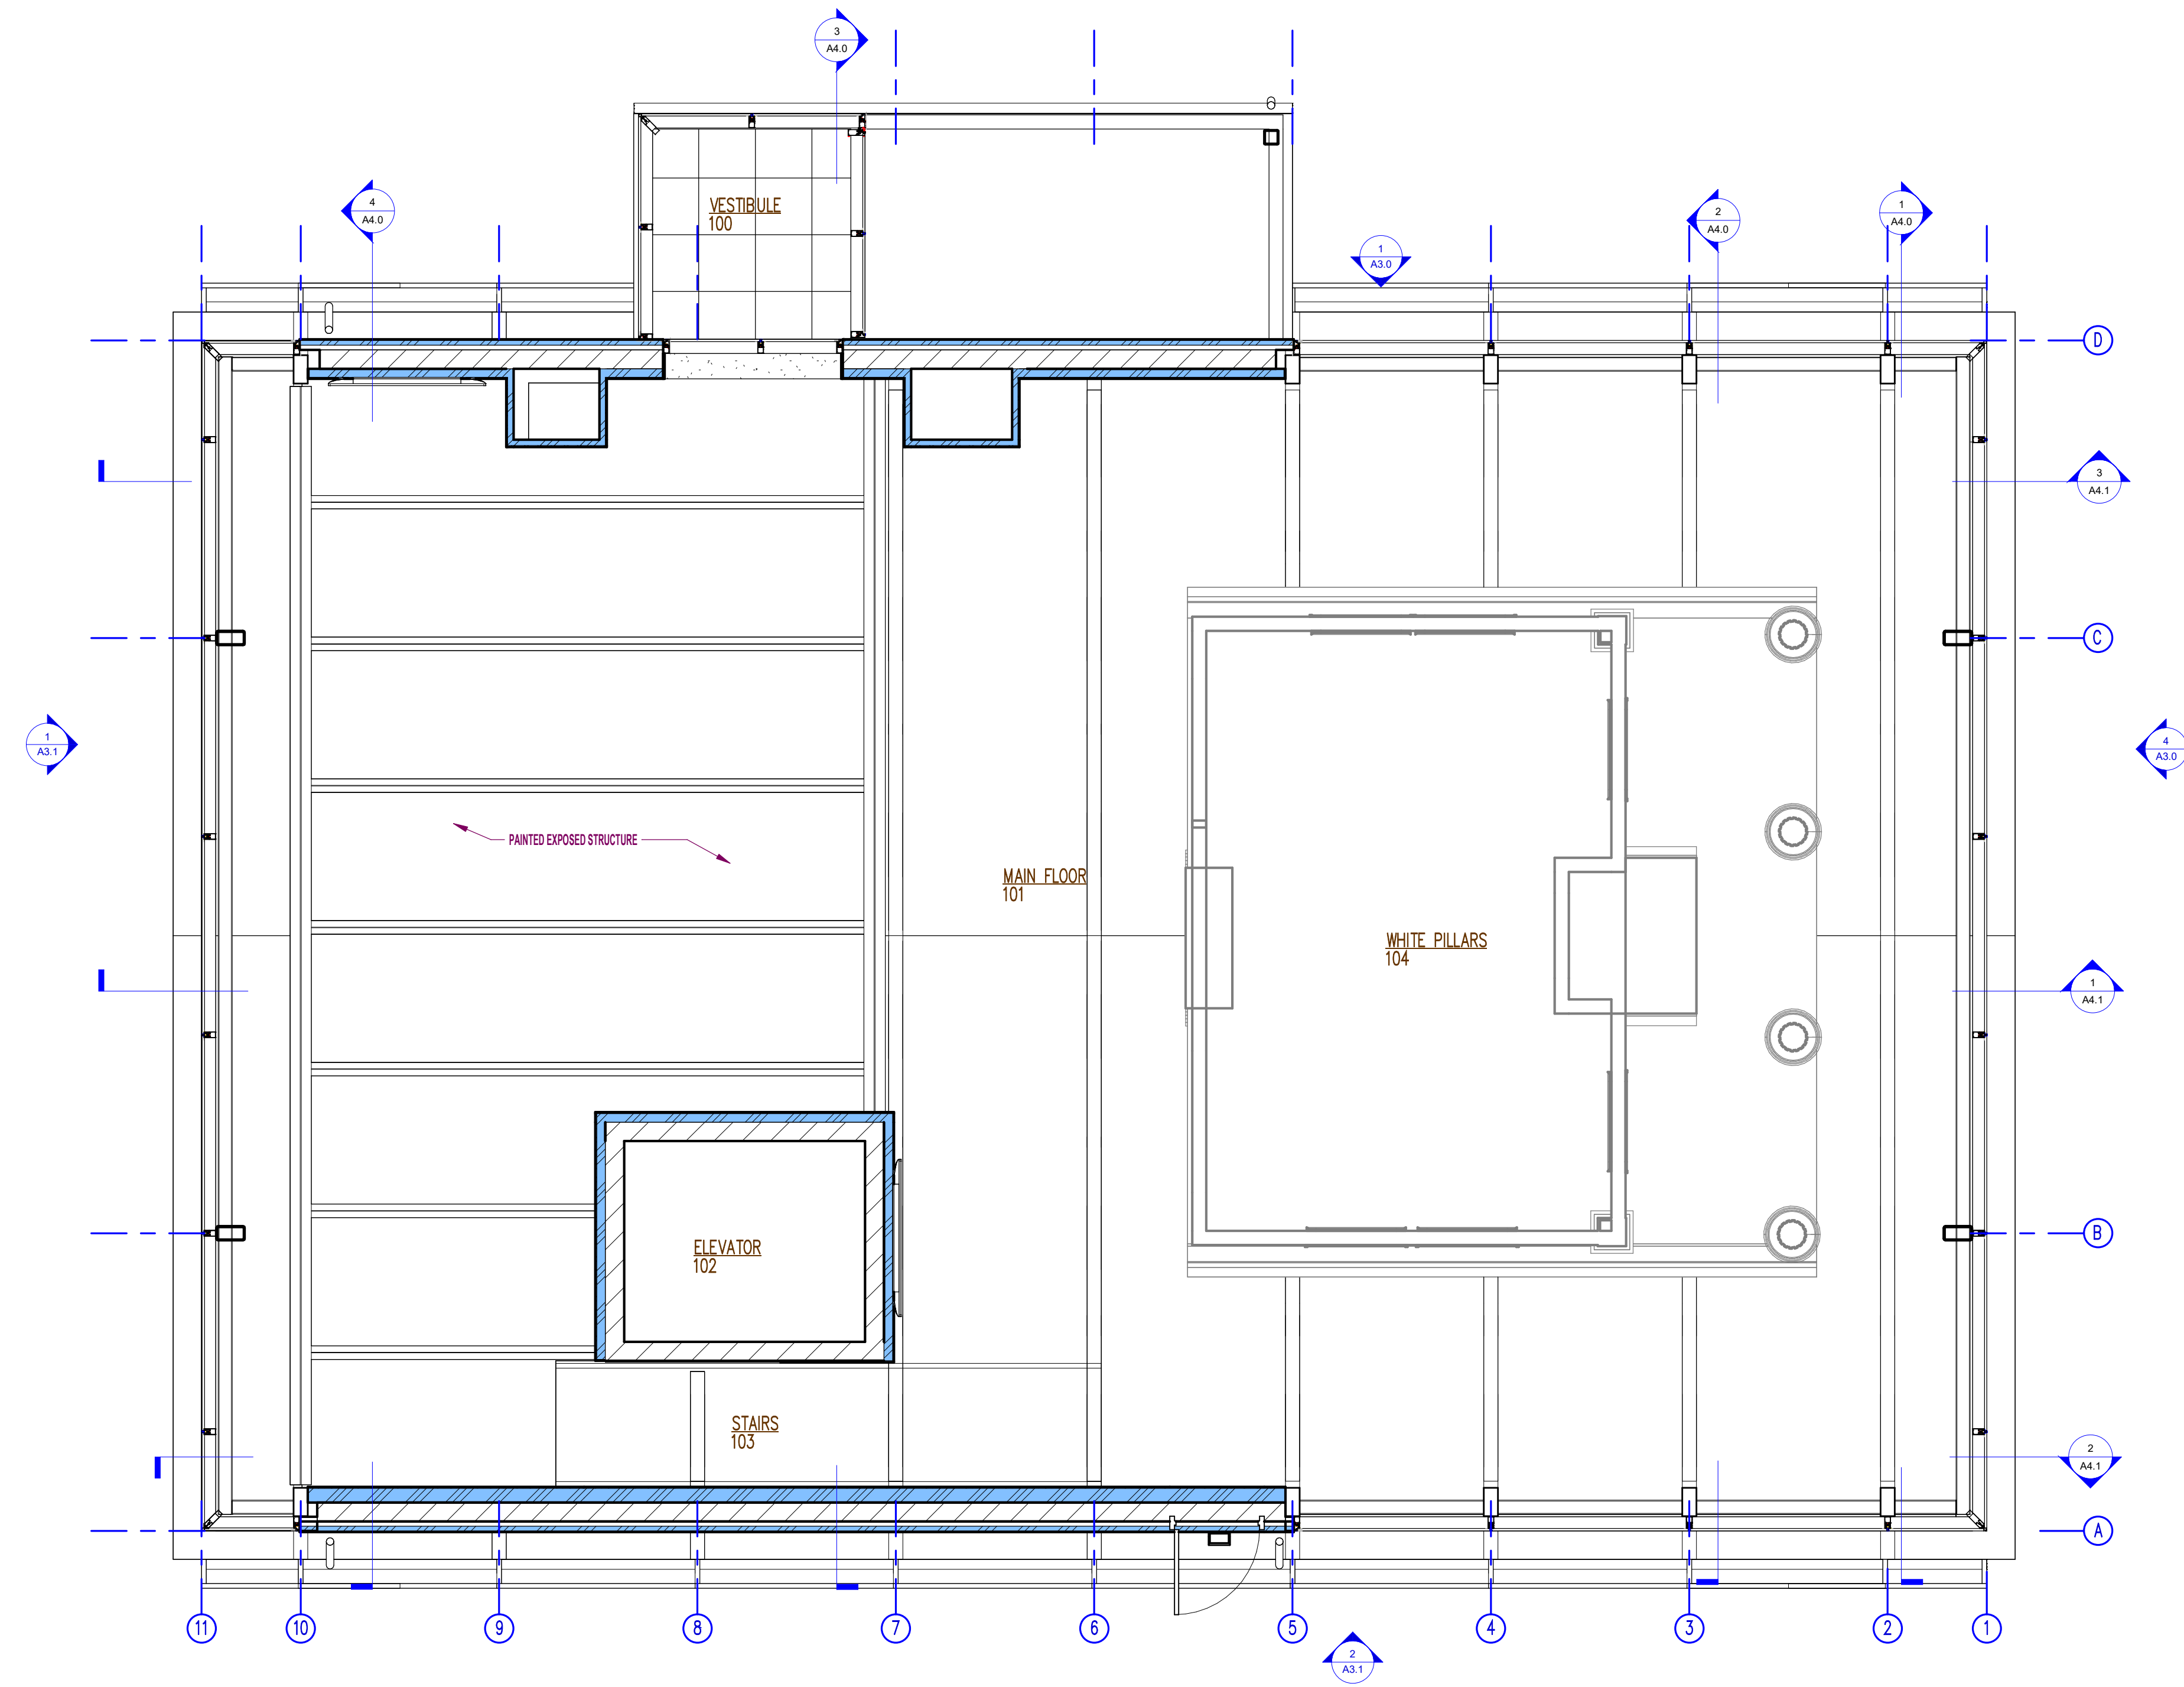 3
A4.0
4
A4.0
VESTIBULE
100
2
A4.0
1
A4.0
1
A3.0
D
3
A4.1
C
1
A3.1
4
A3.0
PAINTED EXPOSED STRUCTURE
MAIN FLOOR
101
WHITE PILLARS
104
1
A4.1
ELEVATOR
102
B
STAIRS
103
2
A4.1
A
11
10
9
8
7
6
5
4
3
2
1
2
A3.1